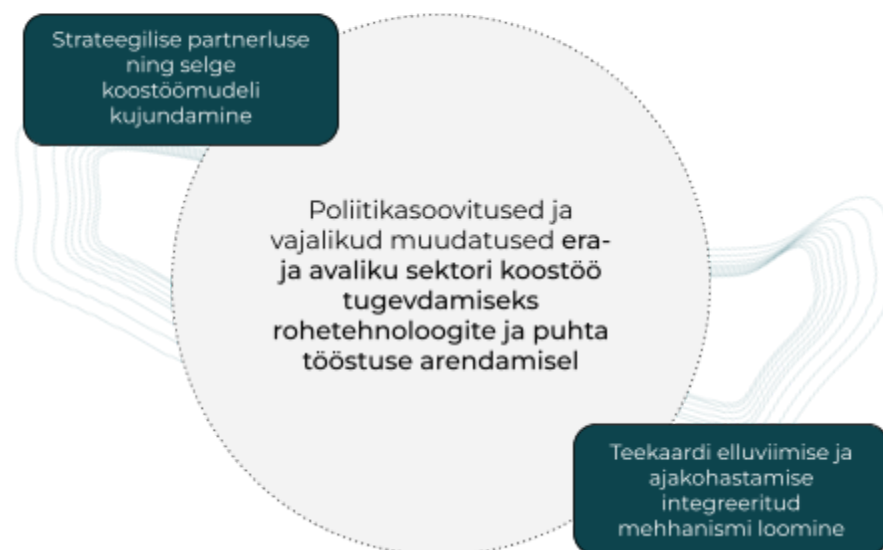 Strateegilise partnerluse
ning selge
koostöömudeli
kujundamine
Poliitikasoovitused ja
vajalikud muudatused era-
ja avaliku sektori koostöö
tugevdamiseks
rohetehnoloogite ja puhta
tööstuse arendamisel
Teekaardi elluviimise ja
ajakohastamise
integreeritud
mehhanismi loomine